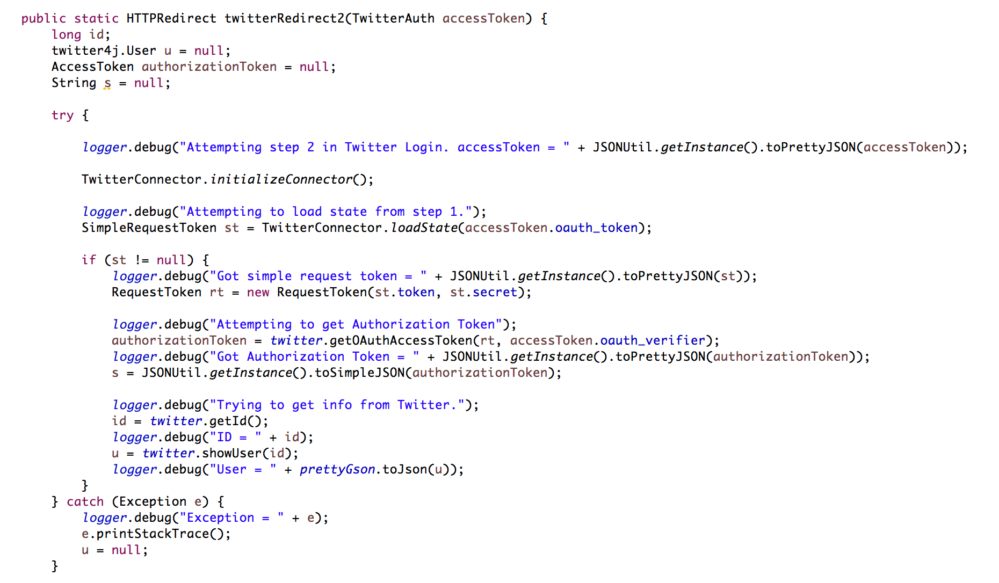 public static HTTPRedirect twitterRedirect2(TwitterAuth accessToken) {
long id;
twitter4j.User u = null;
AccessToken authorizationToken = null;
String s = null;
try {
logger.debug("Attempting step 2 in Twitter Login. accessToken = " + JSONUtil.getInstance().toPrettyJSON(accessToken));
TwitterConnector.initializeConnector();
logger.debug("Attempting to load state from step 1.");
SimpleRequestToken st = TwitterConnector.loadState(accessToken.oauth_token);
if (st != null) {
logger.debug("Got simple request token = " + JSONUtil.getInstance().toPrettyJSON(st));
RequestToken rt = new RequestToken(st.token, st.secret);
logger.debug("Attempting to get Authorization Token");
authorizationToken = twitter.getOAuthAccessToken(rt, accessToken.oauth_verifier);
logger.debug("Got Authorization Token = " + JSONUtil.getInstance().toPrettyJSON(authorizationToken));
s = JSONUtil.getInstance().toSimpleJSON(authorizationToken);
logger.debug("Trying to get info from Twitter.");
id = twitter.getId();
logger.debug("ID = " + id);
u = twitter.showUser(id);
logger.debug("User = " + prettyGson.toJson(u));
}
} catch (Exception e) {
logger.debug("Exception = " + e);
e.printStackTrace();
u = null;
}